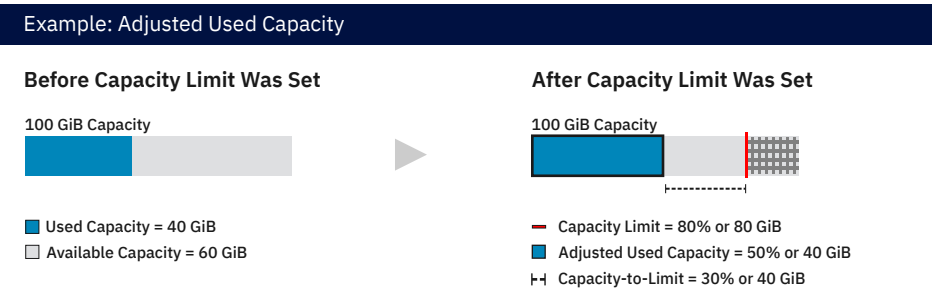 Example: Adjusted Used Capacity
Before Capacity Limit Was Set
100 GiB Capacity
Used Capacity = 40 GiB
Available Capacity = 60 GiB
After Capacity Limit Was Set
100 GiB Capacity
Capacity Limit = 80% or 80 GiB
Adjusted Used Capacity = 50% or 40 GiB
Capacity-to-Limit = 30% or 40 GiB